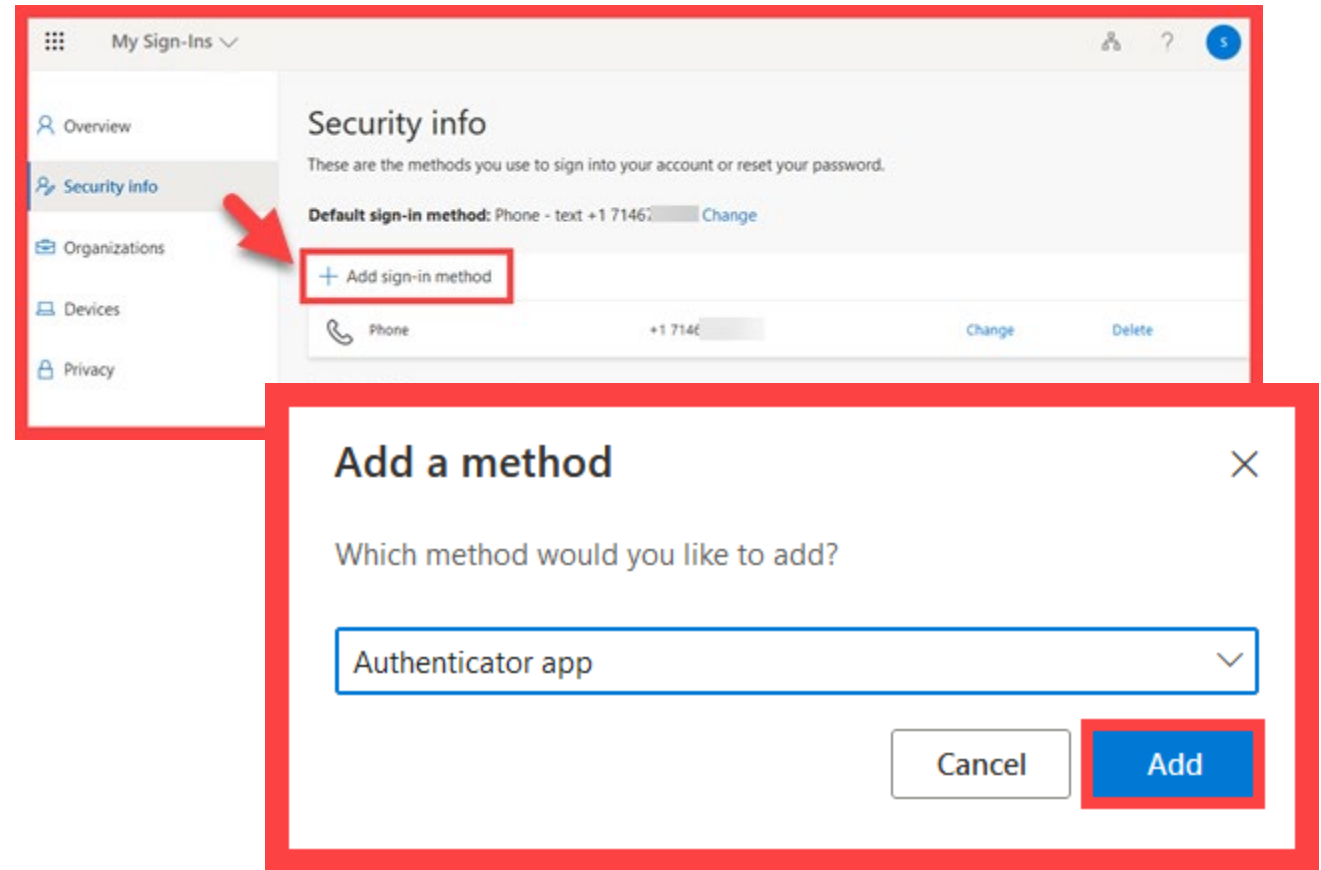 My Sign-Ins
?
S
Overview
Security info
Organizations
Devices
Privacy
Security info
These are the methods you use to sign into your account or reset your password.
Default sign-in method: Phone - text +1 71467 Change
+ Add sign-in method
Phone +1 7146 Change Delete
Add a method
Which method would you like to add?
Authenticator app
Cancel Add